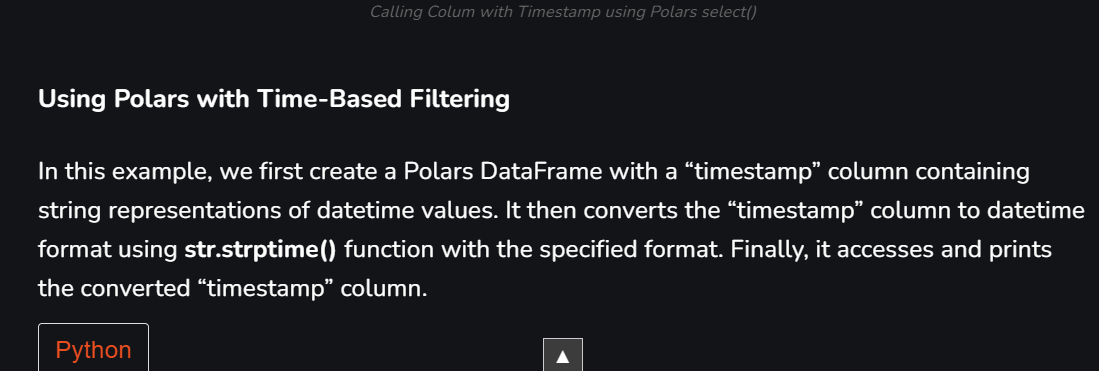 Calling Colum with Timestamp using Polars select()
Using Polars with Time-Based Filtering
In this example, we first create a Polars DataFrame with a “timestamp” column containing
string representations of datetime values. It then converts the “timestamp” column to datetime
format using str.strptime() function with the specified format. Finally, it accesses and prints
the converted “timestamp” column.
Python